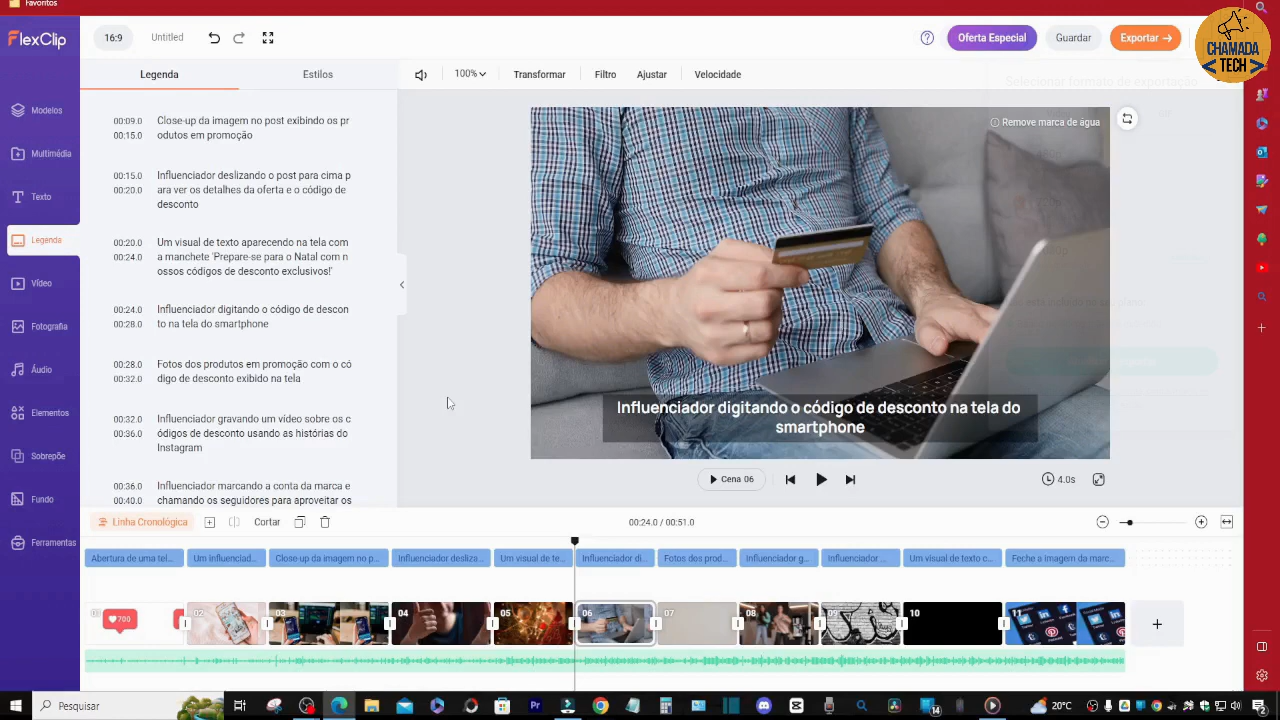 Favoritos
FlexClip
16:9
Untitled
Oferta Especial
Guardar
Exportar →
CHAMADA
TECH
Legenda
Estilos
100%
Transformar
Filtro
Ajustar
Velocidade
Selecionar formato de exportação
Modelos
Multimédia
Texto
Legenda
Vídeo
Fotografia
Áudio
Elementos
Sobrepõe
Fundo
Ferramentas
00:09.0
00:15.0
Close-up da imagem no post exibindo os pr
odutos em promoção
00:15.0
00:20.0
Influenciador deslizando o post para cima p
ara ver os detalhes da oferta e o código de
desconto
00:20.0
00:24.0
Um visual de texto aparecendo na tela com
a manchete 'Prepare-se para o Natal com n
ossos códigos de desconto exclusivos!'
00:24.0
00:28.0
Influenciador digitando o código de descon
to na tela do smartphone
00:28.0
00:32.0
Fotos dos produtos em promoção com o có
digo de desconto exibido na tela
00:32.0
00:36.0
Influenciador gravando um vídeo sobre os c
ódigos de desconto usando as histórias do
Instagram
00:36.0
00:40.0
Influenciador marcando a conta da marca e
chamando os seguidores para aproveitar os
Remove marca de água
Influenciador digitando o código de desconto na tela do
smartphone
Cena 06
4.0s
Linha Cronológica
Cortar
00:24.0 / 00:51.0
Abertura de uma tel...
Um influenciad...
Close-up da imagem no p...
Influenciador desliza...
Um visual de te...
Influenciador di...
Fotos dos prod...
Influenciador g...
Influenciador ...
Um visual de texto c...
Feche a imagem da marc...
700
02
03
04
05
06
07
08
09
10
11
Pesquisar
14
20°C